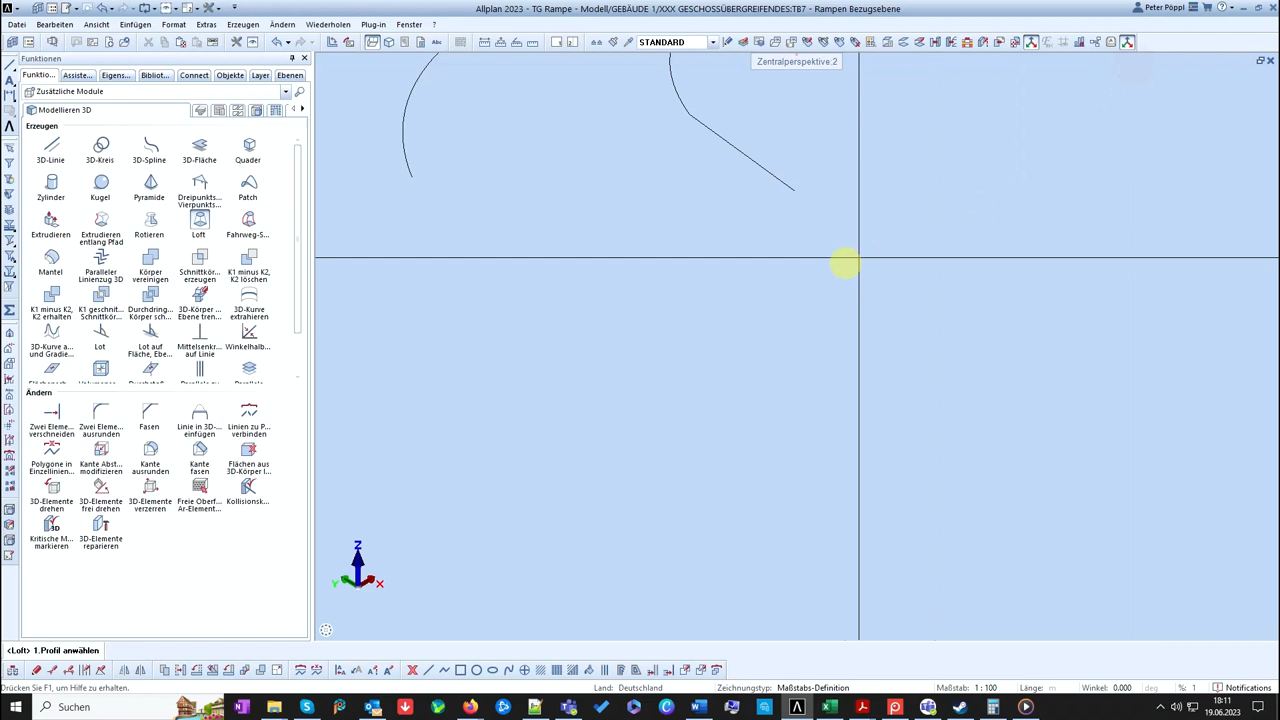 Allplan 2023 - TG Rampe - Modell/GEBÄUDE 1/XXX GESCHOSSÜBERGREIFENDES:TB7 - Rampen Bezugsebene
Peter Pöppl
Datei Bearbeiten Ansicht Einfügen Format Extras Erzeugen Ändern Wiederholen Plug-in Fenster ?
STANDARD
Funktionen
Funktio... Assiste... Eigens... Bibliot... Connect Objekte Layer Ebenen
Zentralperspektive:2
Zusätzliche Module
Modellieren 3D
Erzeugen
3D-Linie 3D-Kreis 3D-Spline 3D-Fläche Quader
Zylinder Kugel Pyramide Dreipunkts... Vierpunkts... Patch
Extrudieren Extrudieren entlang Pfad Rotieren Loft Fahrweg-S...
Mantel Paralleler Linienzug 3D Körper vereinigen Schnittkör... erzeugen K1 minus K2, K2 löschen
K1 minus K2, K2 erhalten K1 geschnit... Schnittkörp... Durchdring... Körper sch... 3D-Körper ... Ebene tren... 3D-Kurve extrahieren
3D-Kurve a... und Gradie... Lot Lot auf Fläche, Ebe... Mittelsenkr... auf Linie Winkelhalb...
Ändern
Zwei Eleme... verschneiden Zwei Eleme... ausrunden Fasen Linie in 3D-... einfügen Linien zu P... verbinden
Polygone in Einzellinien... Kante Abst... modifizieren Kante ausrunden Kante fasen Flächen aus 3D-Körper l...
3D-Elemente drehen 3D-Elemente frei drehen 3D-Elemente verzerren Freie Oberf... Ar-Element... Kollisionsk...
Kritische M... markieren 3D-Elemente reparieren
Z
Y X
<Loft> 1.Profil anwählen
Drücken Sie F1, um Hilfe zu erhalten. Land: Deutschland Zeichnungstyp: Maßstabs-Definition Maßstab: 1 : 100 Länge: m Winkel: 0.000 deg %: 1 Notifications
Suchen
18:11
19.06.2023